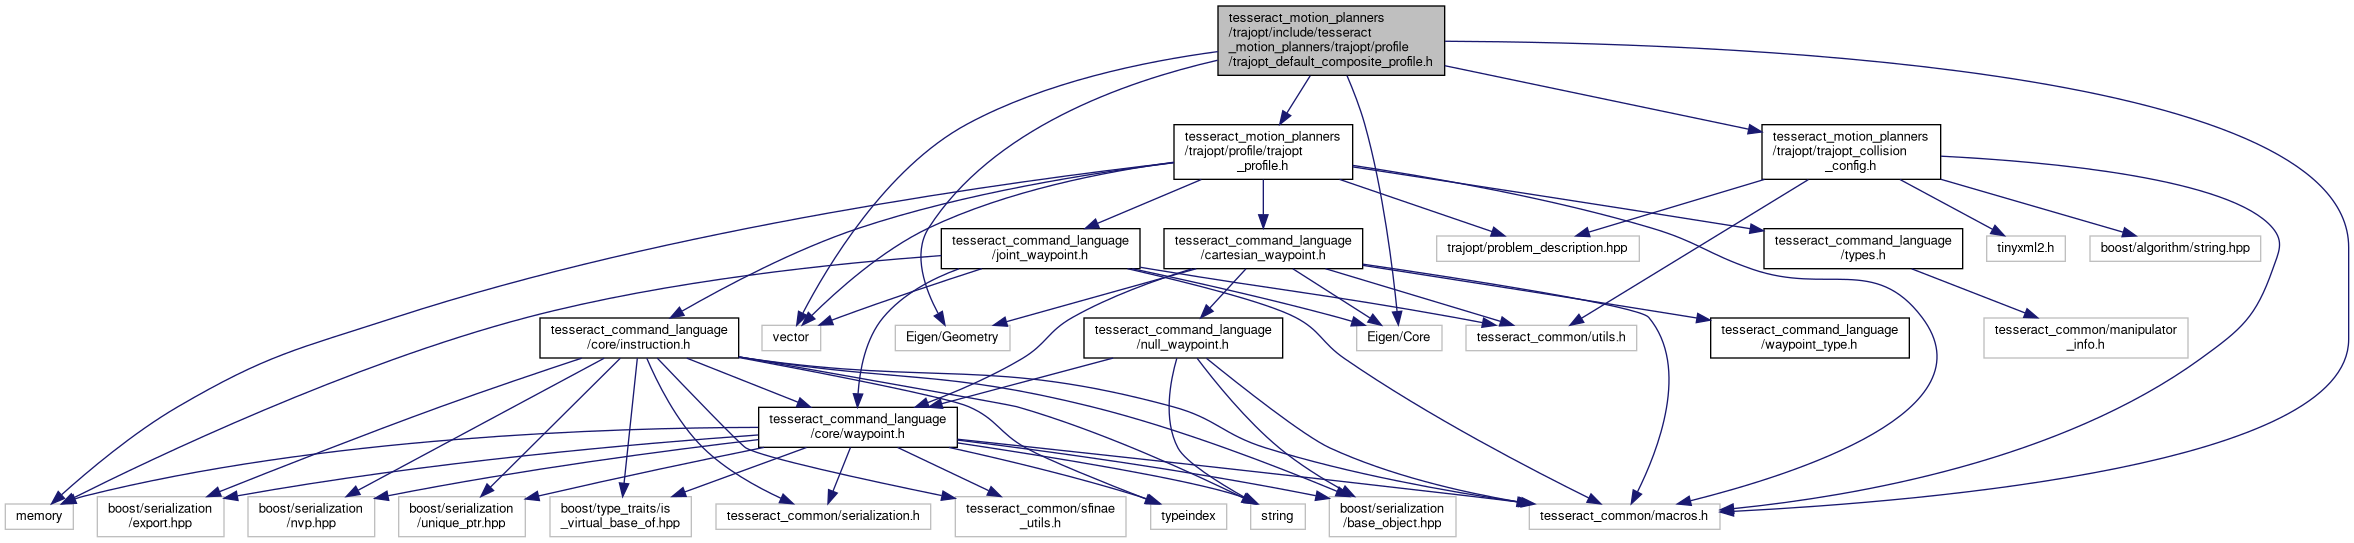 tesseract_motion_planners
/trajopt/include/tesseract
_motion_planners/trajopt/profile
/trajopt_default_composite_profile.h
tesseract_motion_planners
/trajopt/profile/trajopt
_profile.h
tesseract_motion_planners
/trajopt/trajopt_collision
_config.h
tesseract_command_language
/joint_waypoint.h
tesseract_command_language
/cartesian_waypoint.h
trajopt/problem_description.hpp
tesseract_command_language
/types.h
tinyxml2.h
boost/algorithm/string.hpp
tesseract_command_language
/core/instruction.h
vector
Eigen/Geometry
tesseract_command_language
/null_waypoint.h
Eigen/Core
tesseract_common/utils.h
tesseract_command_language
/waypoint_type.h
tesseract_common/manipulator
_info.h
tesseract_command_language
/core/waypoint.h
memory
boost/serialization
/export.hpp
boost/serialization
/nvp.hpp
boost/serialization
/unique_ptr.hpp
boost/type_traits/is
_virtual_base_of.hpp
tesseract_common/serialization.h
tesseract_common/sfinae
_utils.h
typeindex
string
boost/serialization
/base_object.hpp
tesseract_common/macros.h